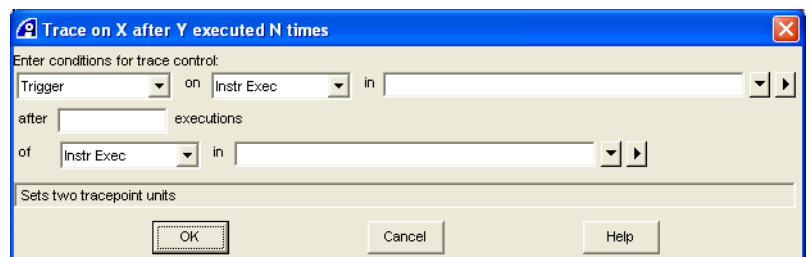 Trace on X after Y executed N times
Enter conditions for trace control:
Trigger on Instr Exec in
after executions
of Instr Exec in
Sets two tracepoint units
OK Cancel Help